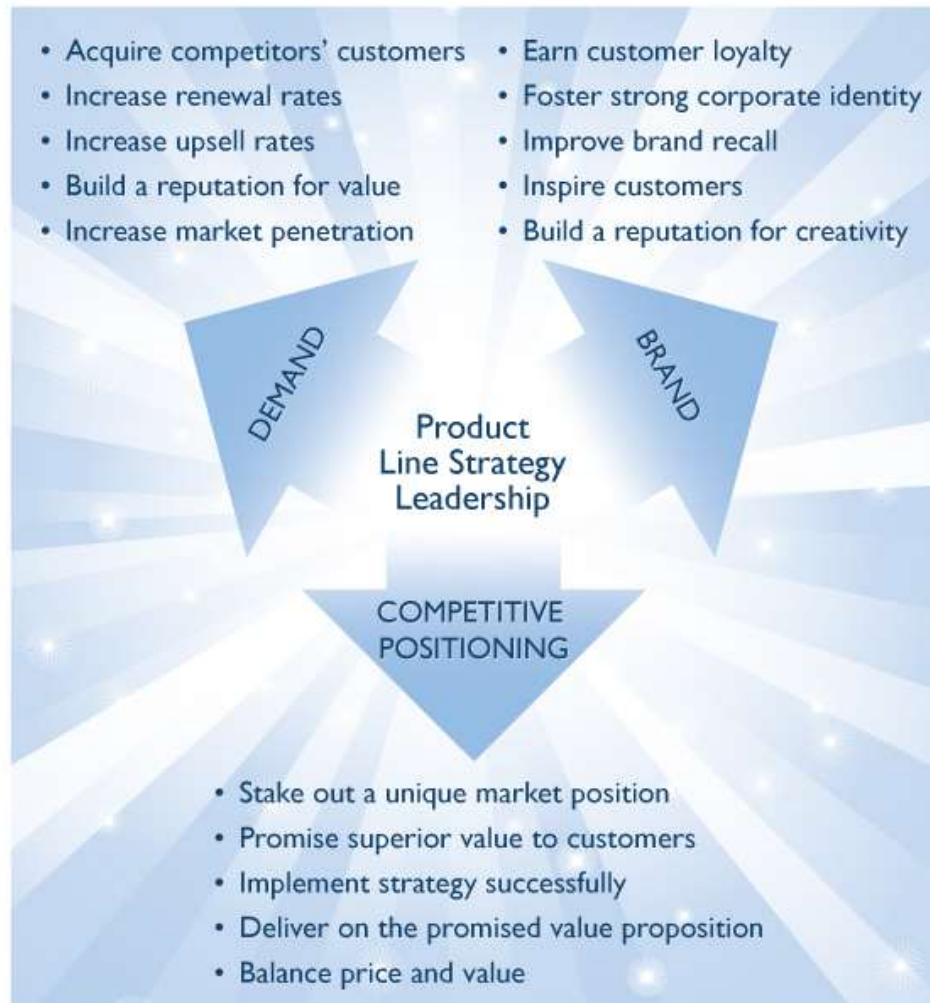 • Acquire competitors' customers
• Increase renewal rates
• Increase upsell rates
• Build a reputation for value
• Increase market penetration
• Earn customer loyalty
• Foster strong corporate identity
• Improve brand recall
• Inspire customers
• Build a reputation for creativity
DEMAND
BRAND
Product
Line Strategy
Leadership
COMPETITIVE
POSITIONING
• Stake out a unique market position
• Promise superior value to customers
• Implement strategy successfully
• Deliver on the promised value proposition
• Balance price and value